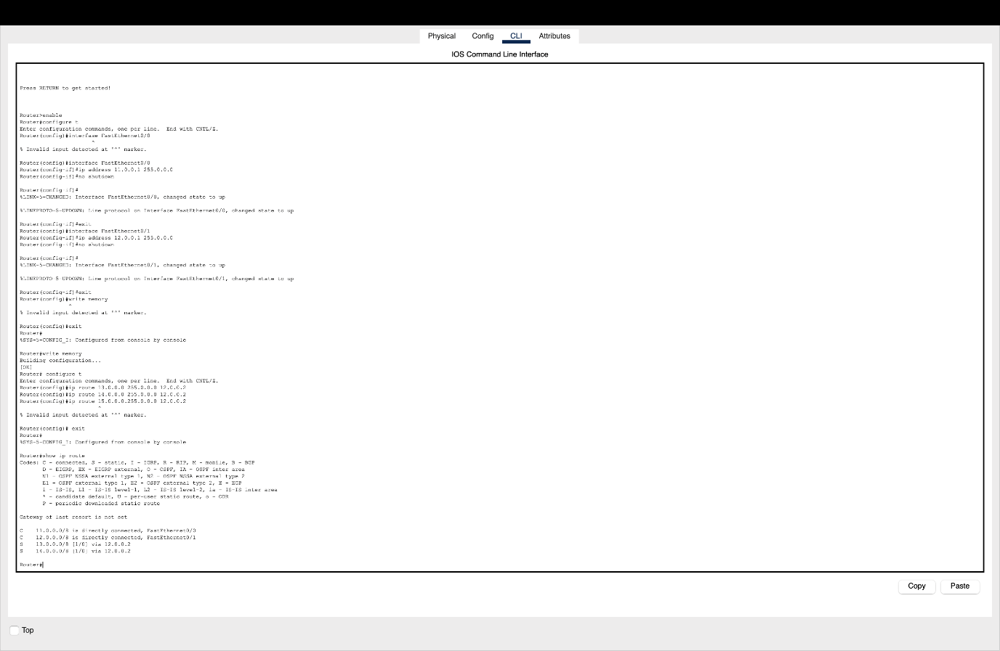 Physical Config CLI Attributes
IOS Command Line Interface
Press RETURN to get started!
Router>enable
Router#configure t
Enter configuration commands, one per line.  End with CNTL/Z.
Router(config)#interfase FastEthernet0/0
^
% Invalid input detected at '^' marker.
Router(config)#interface FastEthernet0/0
Router(config-if)#ip address 11.0.0.1 255.0.0.0
Router(config-if)#no shutdown
Router(config-if)#
%LINK-5-CHANGED: Interface FastEthernet0/0, changed state to up
%LINEPROTO-5-UPDOWN: Line protocol on Interface FastEthernet0/0, changed state to up
Router(config-if)#exit
Router(config)#interface FastEthernet0/1
Router(config-if)#ip address 12.0.0.1 255.0.0.0
Router(config-if)#no shutdown
Router(config-if)#
%LINK-5-CHANGED: Interface FastEthernet0/1, changed state to up
%LINEPROTO-5-UPDOWN: Line protocol on Interface FastEthernet0/1, changed state to up
Router(config-if)#exit
Router(config)#write memory
^
% Invalid input detected at '^' marker.
Router(config)#exit
Router#
%SYS-5-CONFIG_I: Configured from console by console
Router#write memory
Building configuration...
[OK]
Router# configure t
Enter configuration commands, one per line.  End with CNTL/Z.
Router(config)#ip route 13.0.0.0 255.0.0.0 12.0.0.2
Router(config)#ip route 14.0.0.0 255.0.0.0 12.0.0.2
Router(config)#ip route 15.0.0.0.255.0.0.0 12.0.0.2
^
% Invalid input detected at '^' marker.
Router(config)# exit
Router#
%SYS-5-CONFIG_I: Configured from console by console
Router#show ip route
Codes: C - connected, S - static, I - IGRP, R - RIP, M - mobile, B - BGP
D - EIGRP, EX - EIGRP external, O - OSPF, IA - OSPF inter area
N1 - OSPF NSSA external type 1, N2 - OSPF NSSA external type 2
E1 - OSPF external type 1, E2 - OSPF external type 2, E - EGP
i - IS-IS, L1 - IS-IS level-1, L2 - IS-IS level-2, ia - IS-IS inter area
* - candidate default, U - per-user static route, o - ODR
P - periodic downloaded static route
Gateway of last resort is not set
C    11.0.0.0/8 is directly connected, FastEthernet0/0
C    12.0.0.0/8 is directly connected, FastEthernet0/1
S    13.0.0.0/8 [1/0] via 12.0.0.2
S    14.0.0.0/8 [1/0] via 12.0.0.2
Router#
Copy Paste
Top